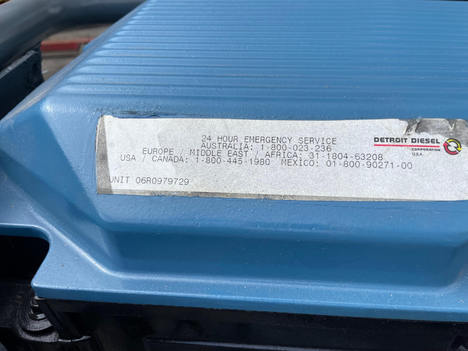 24 HOUR EMERGENCY SERVICE
AUSTRALIA: 1-800-023-236
EUROPE / MIDDLE EAST / AFRICA: 31-1804-63208
USA / CANADA: 1-800-445-1980 MEXICO: 01-800-90271-00
UNIT 06R0979729
DETROIT DIESEL
CORPORATION
U.S.A.